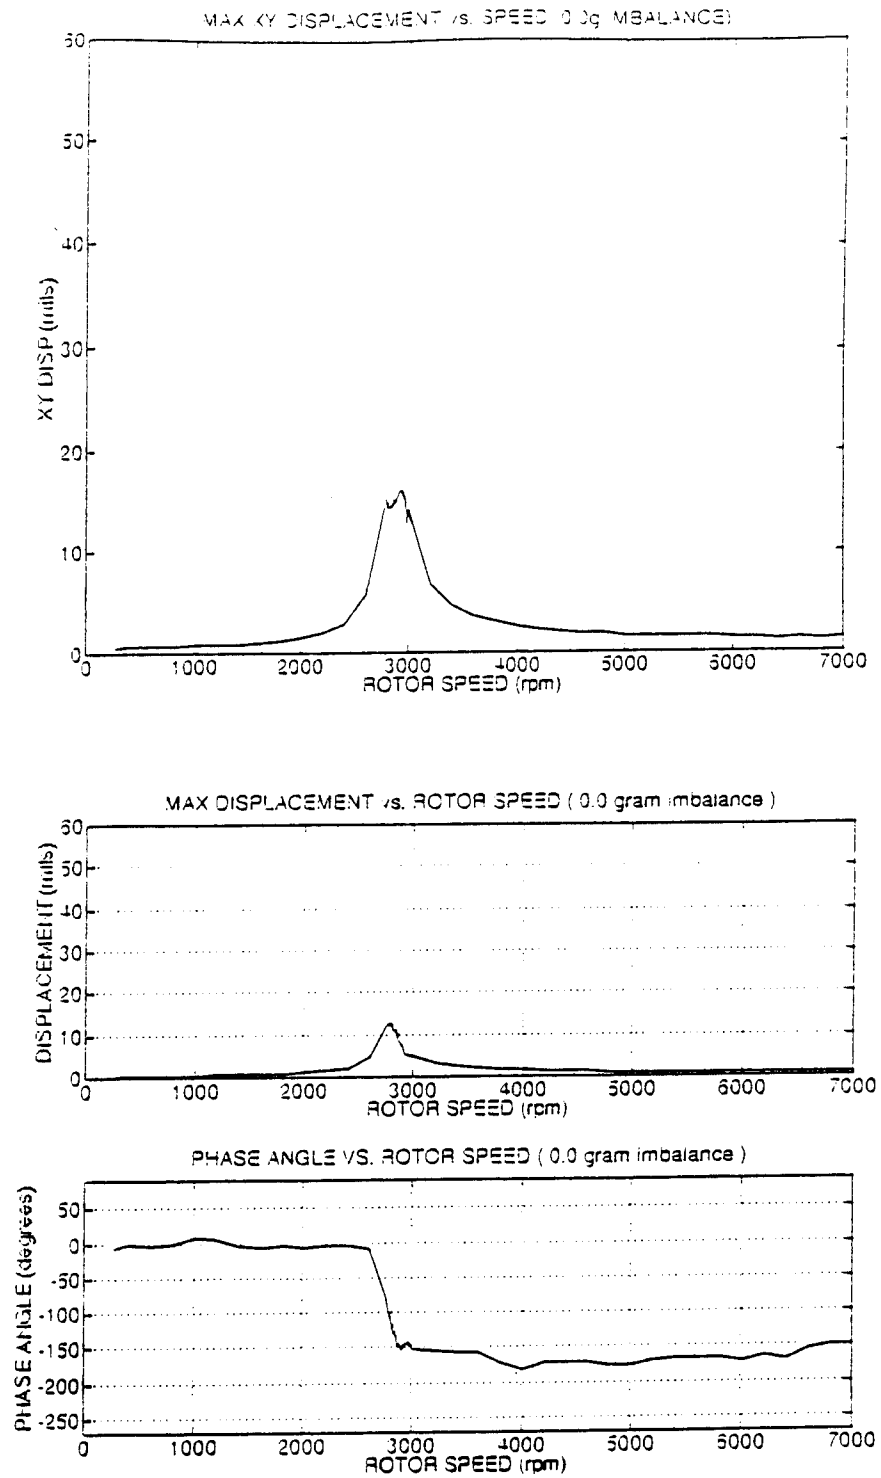 MAX XY DISPLACEMENT vs. SPEED (0.0g IMBALANCE)
60
50
40
30
20
10
0
XY DISP (mils)
0 1000 2000 3000 4000 5000 6000 7000
ROTOR SPEED (rpm)
MAX DISPLACEMENT vs. ROTOR SPEED ( 0.0 gram imbalance )
60
50
40
30
20
10
0
DISPLACEMENT (mils)
0 1000 2000 3000 4000 5000 6000 7000
ROTOR SPEED (rpm)
PHASE ANGLE VS. ROTOR SPEED ( 0.0 gram imbalance )
50
0
-50
-100
-150
-200
-250
PHASE ANGLE (degrees)
0 1000 2000 3000 4000 5000 6000 7000
ROTOR SPEED (rpm)